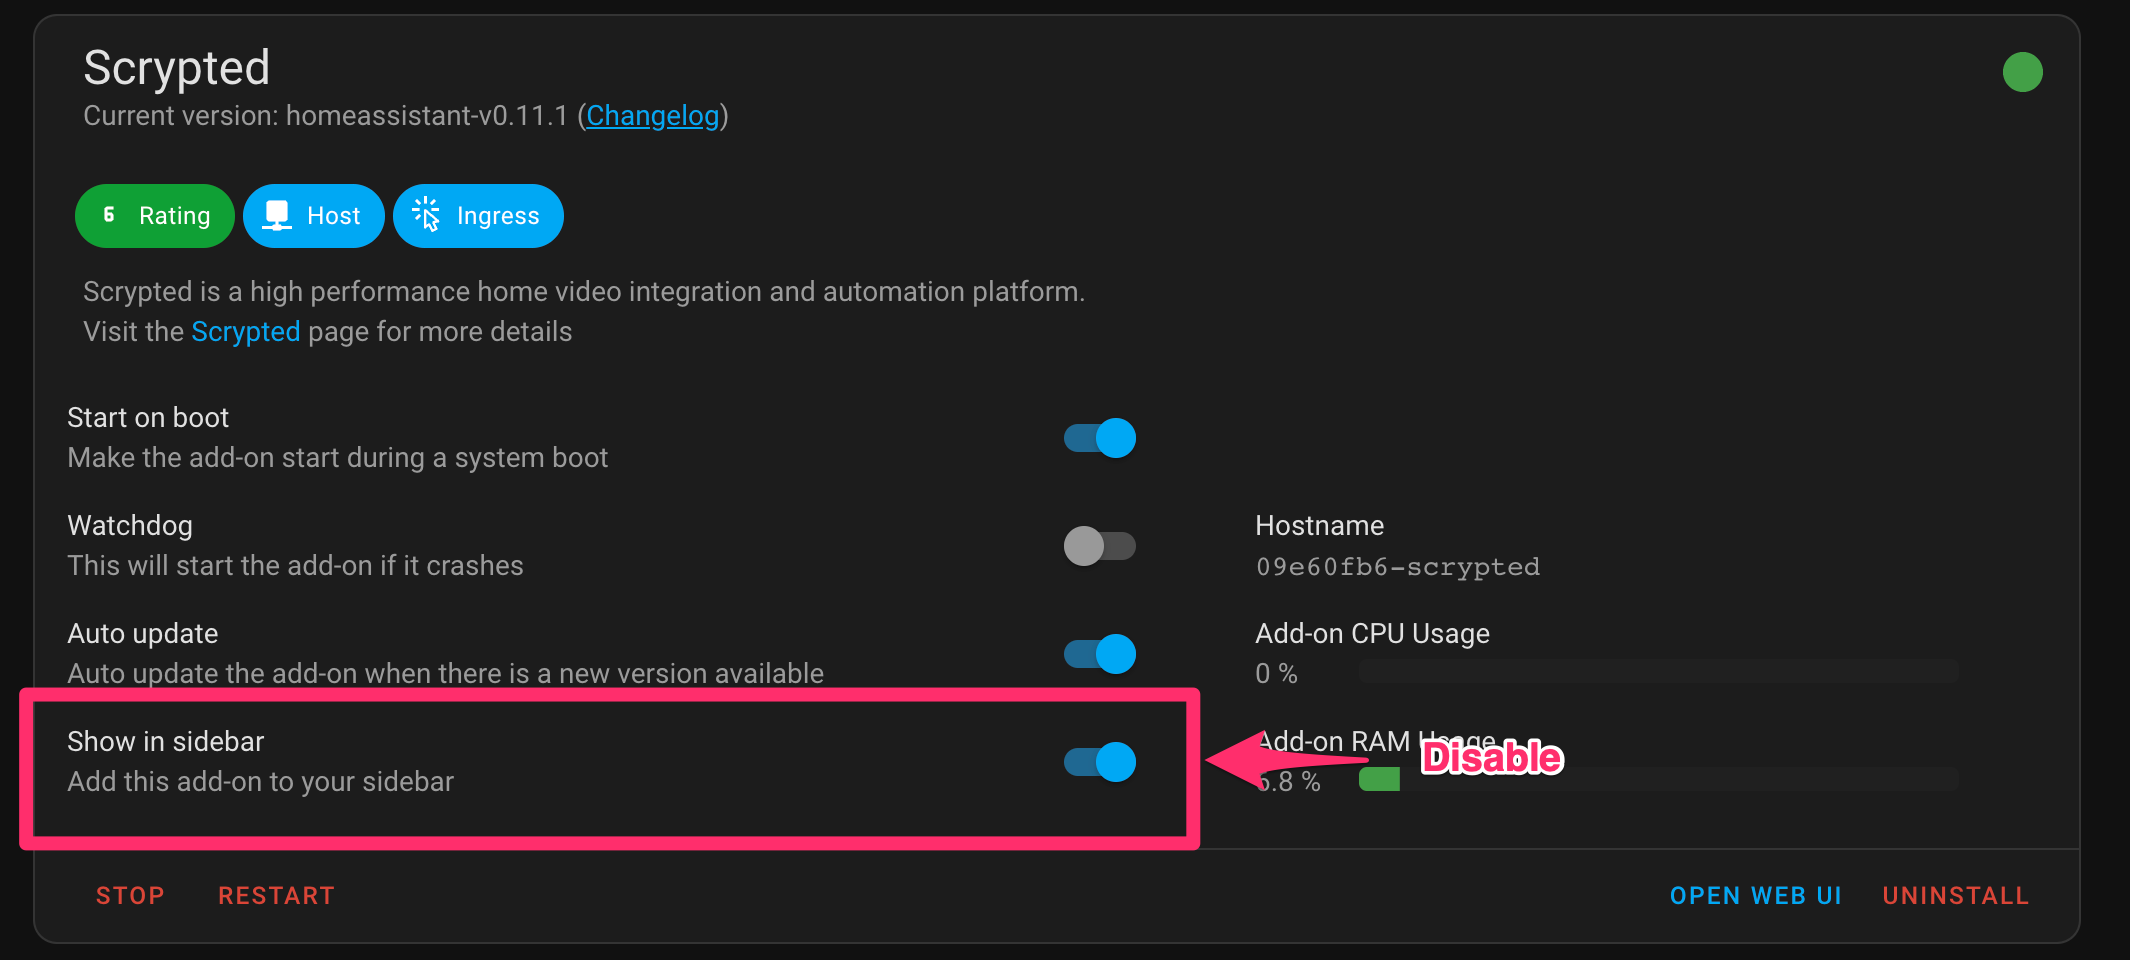 Scrypted
Current version: homeassistant-v0.11.1 (Changelog)
6 Rating Host Ingress
Scrypted is a high performance home video integration and automation platform.
Visit the Scrypted page for more details
Start on boot
Make the add-on start during a system boot
Watchdog
This will start the add-on if it crashes
Hostname
09e60fb6-scrypted
Auto update
Auto update the add-on when there is a new version available
Add-on CPU Usage
0 %
Show in sidebar
Add this add-on to your sidebar
Add-on RAM Usage
Disable
STOP RESTART OPEN WEB UI UNINSTALL